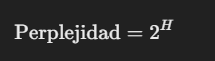 Perplejidad = 2^H